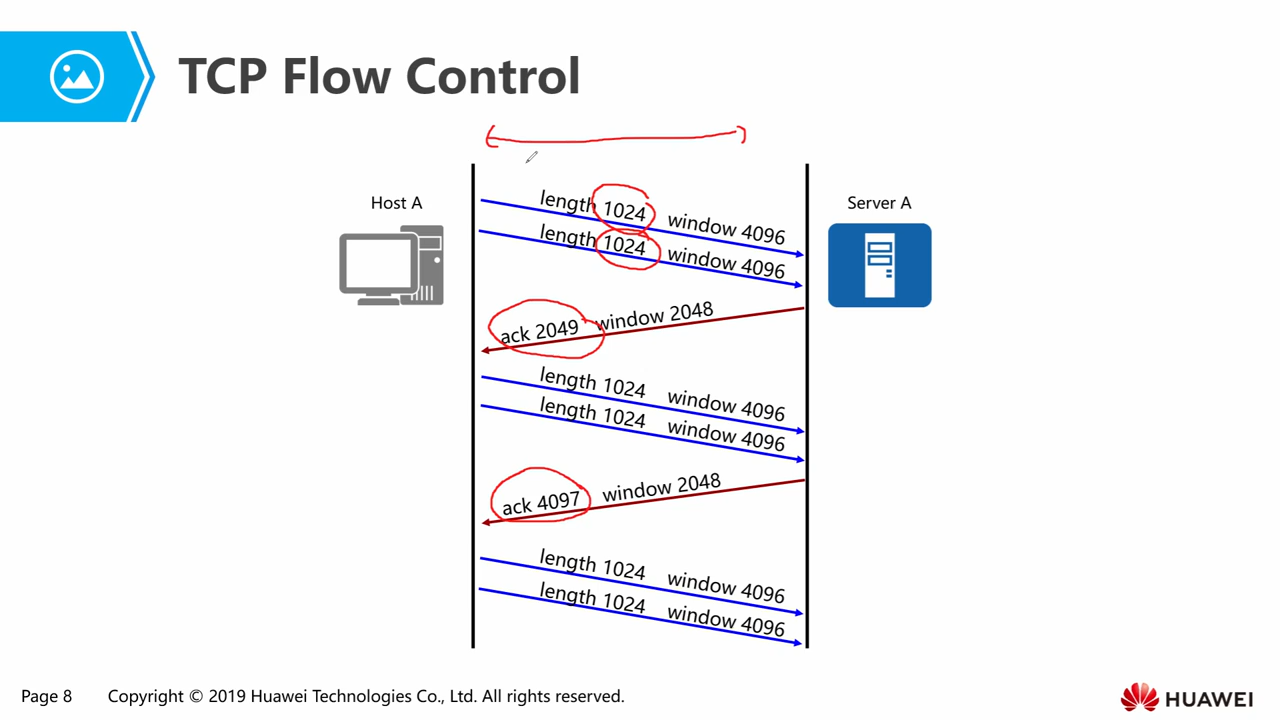 TCP Flow Control
Host A
Server A
length 1024 window 4096
length 1024 window 4096
ack 2049 window 2048
length 1024 window 4096
length 1024 window 4096
ack 4097 window 2048
length 1024 window 4096
length 1024 window 4096
Page 8 Copyright © 2019 Huawei Technologies Co., Ltd. All rights reserved.
HUAWEI